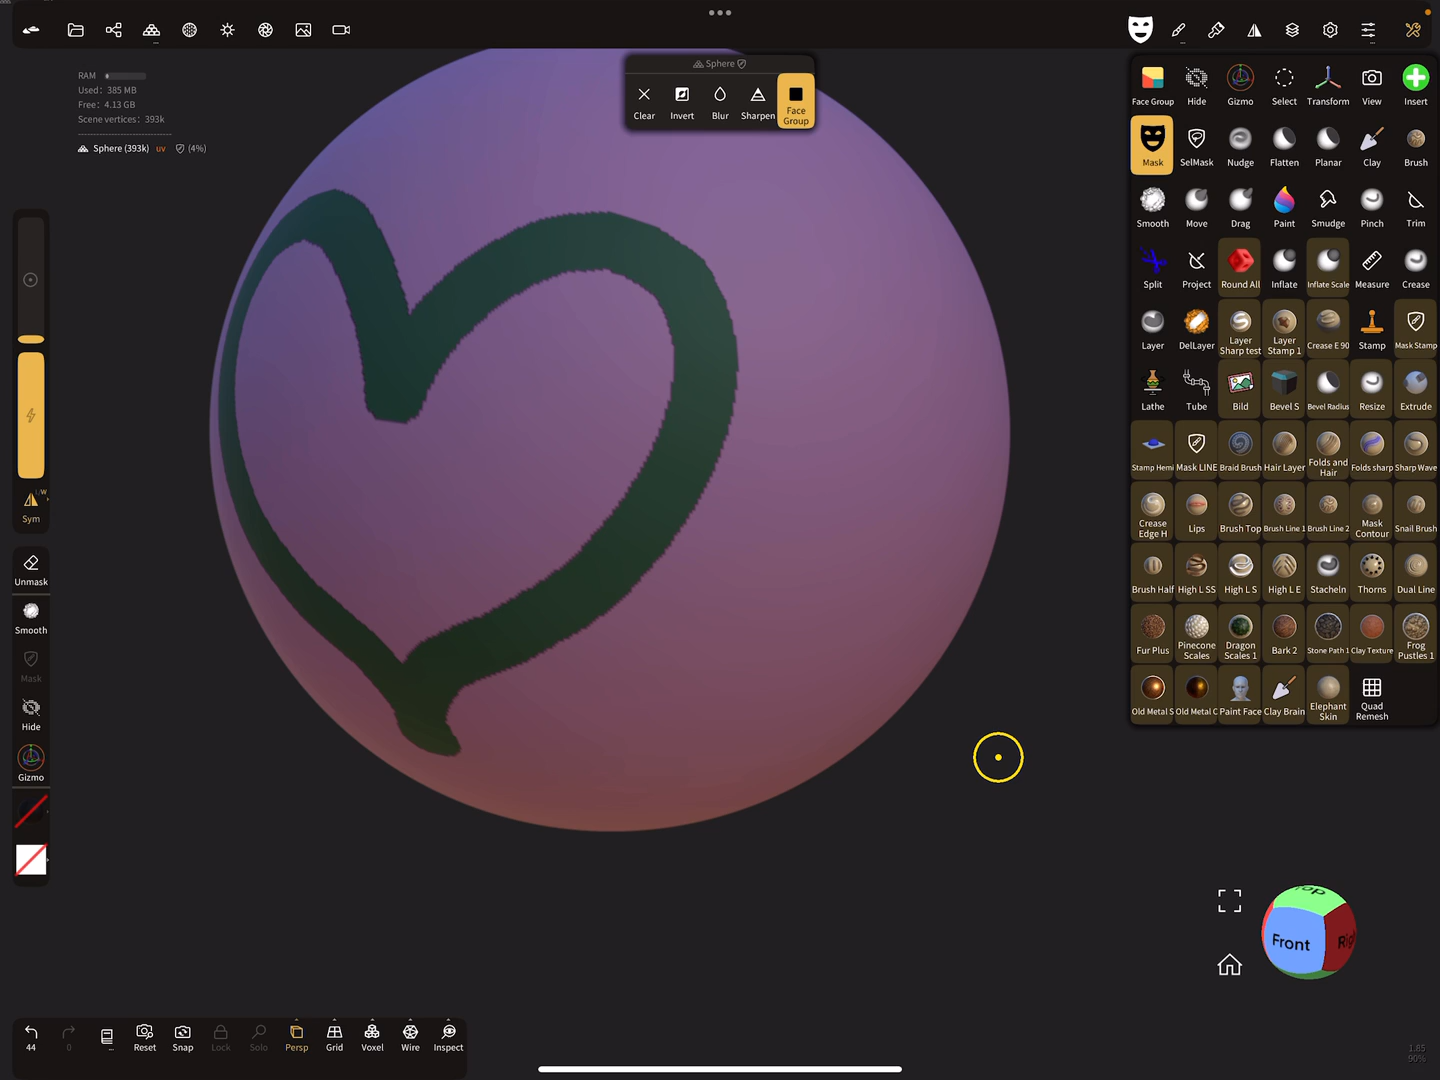 RAM
Used: 385 MB
Free: 4.13 GB
Scene vertices: 393k
Sphere (393k) uv (4%)
Sphere
Clear Invert Blur Sharpen Face Group
Face Group Hide Gizmo Select Transform View Insert
Mask SelMask Nudge Flatten Planar Clay Brush
Smooth Move Drag Paint Smudge Pinch Trim
Split Project Round All Inflate Inflate Scale Measure Crease
Layer DelLayer Layer Sharp test Layer Stamp 1 Crease E 90 Stamp Mask Stamp
Lathe Tube Bild Bevel S Bevel Radius Resize Extrude
Stamp Hemi Mask LINE Braid Brush Hair Layer Folds and Hair Folds sharp Sharp Wave
Crease Edge H Lips Brush Top Brush Line 1 Brush Line 2 Mask Contour Snail Brush
Brush Half High L SS High L S High L E Stacheln Thorns Dual Line
Fur Plus Pinecone Scales Dragon Scales 1 Bark 2 Stone Path 1 Clay Texture Frog Pustles 1
Old Metal S Old Metal C Paint Face Clay Brain Elephant Skin Quad Remesh
Sym
Unmask
Smooth
Mask
Hide
Gizmo
Top
Front
Rig
44 0 ... Reset Snap Lock Solo Persp Grid Voxel Wire Inspect
1.85
90%